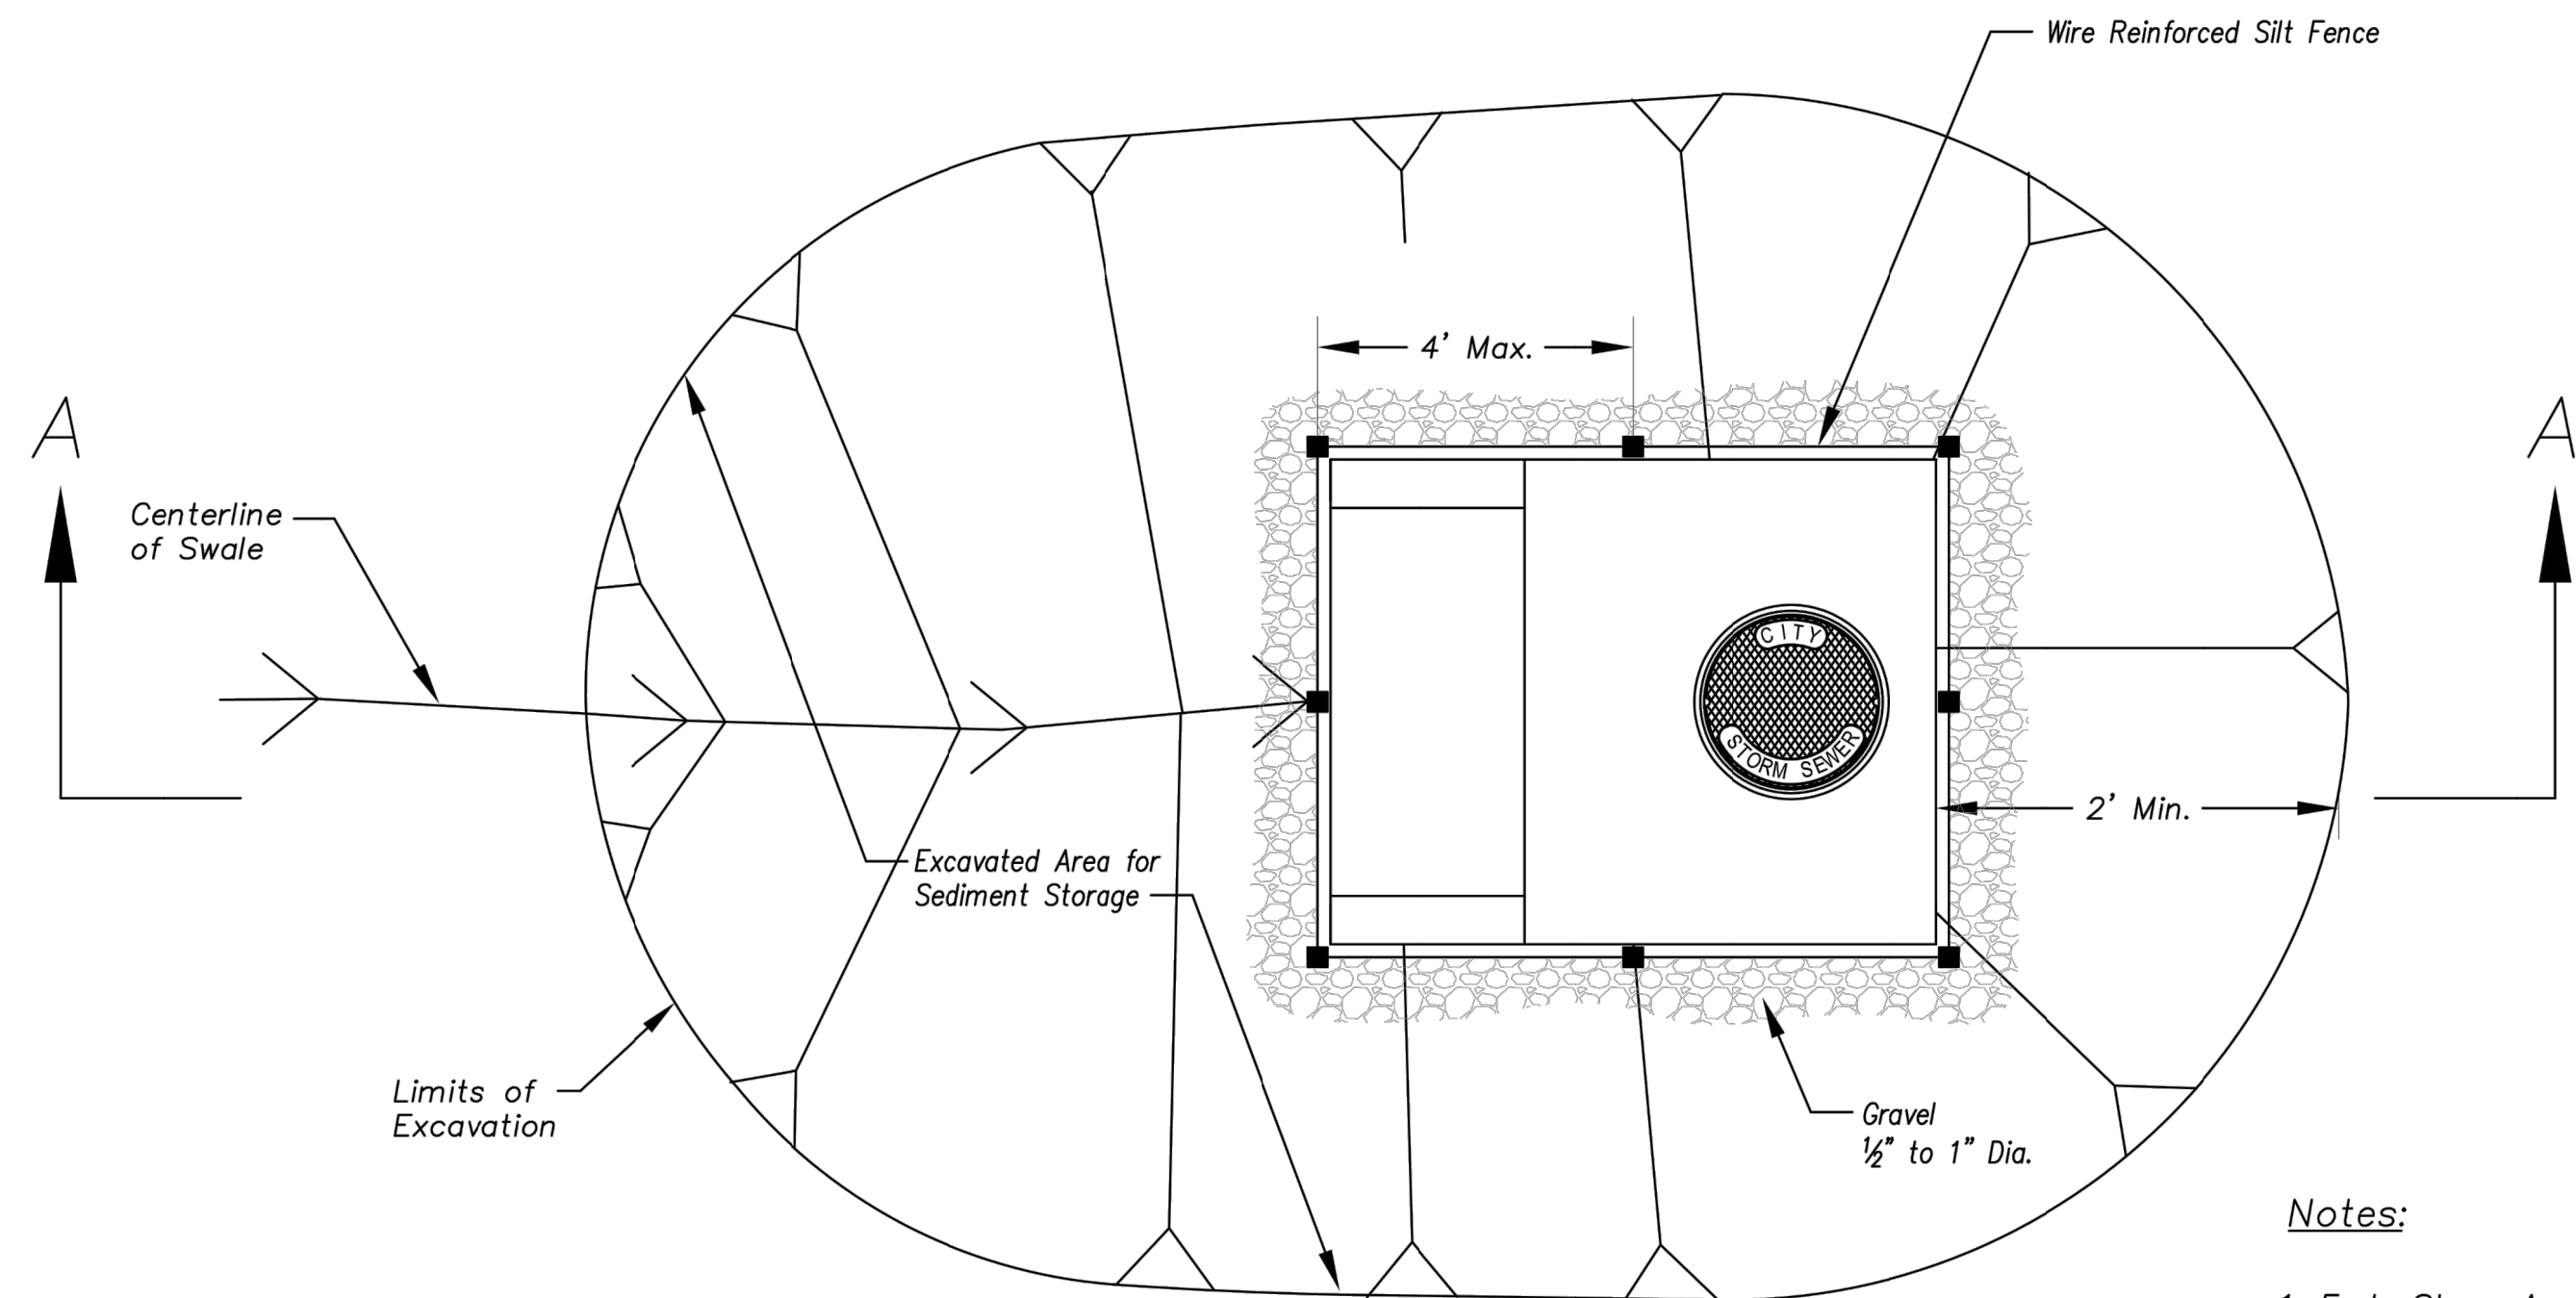 Wire Reinforced Silt Fence
4' Max.
A
A
Centerline
of Swale
CITY
STORM SEWER
2' Min.
Excavated Area for
Sediment Storage
Limits of
Excavation
Gravel
½" to 1" Dia.
Notes: